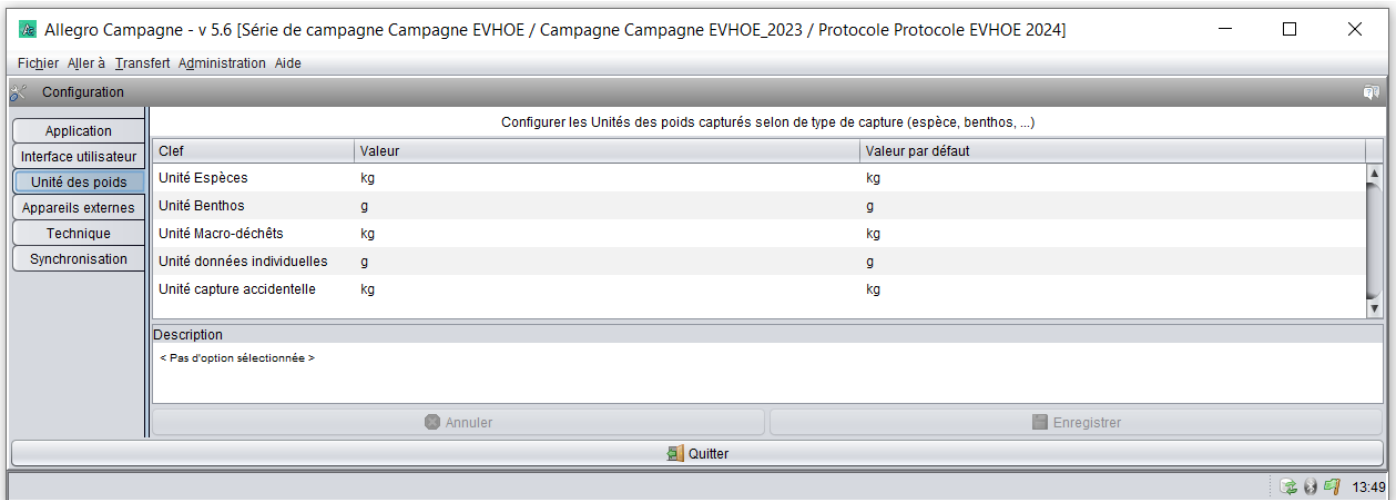 Allegro Campagne - v 5.6 [Série de campagne Campagne EVHOE / Campagne Campagne EVHOE_2023 / Protocole Protocole EVHOE 2024]
Fichier Aller à Transfert Administration Aide
Configuration
Configurer les Unités des poids capturés selon de type de capture (espèce, benthos, ...)
Application
Interface utilisateur
Unité des poids
Appareils externes
Technique
Synchronisation
Clef Valeur Valeur par défaut
Unité Espèces kg kg
Unité Benthos g g
Unité Macro-déchêts kg kg
Unité données individuelles g g
Unité capture accidentelle kg kg
Description
< Pas d'option sélectionnée >
Annuler Enregistrer
Quitter
13:49